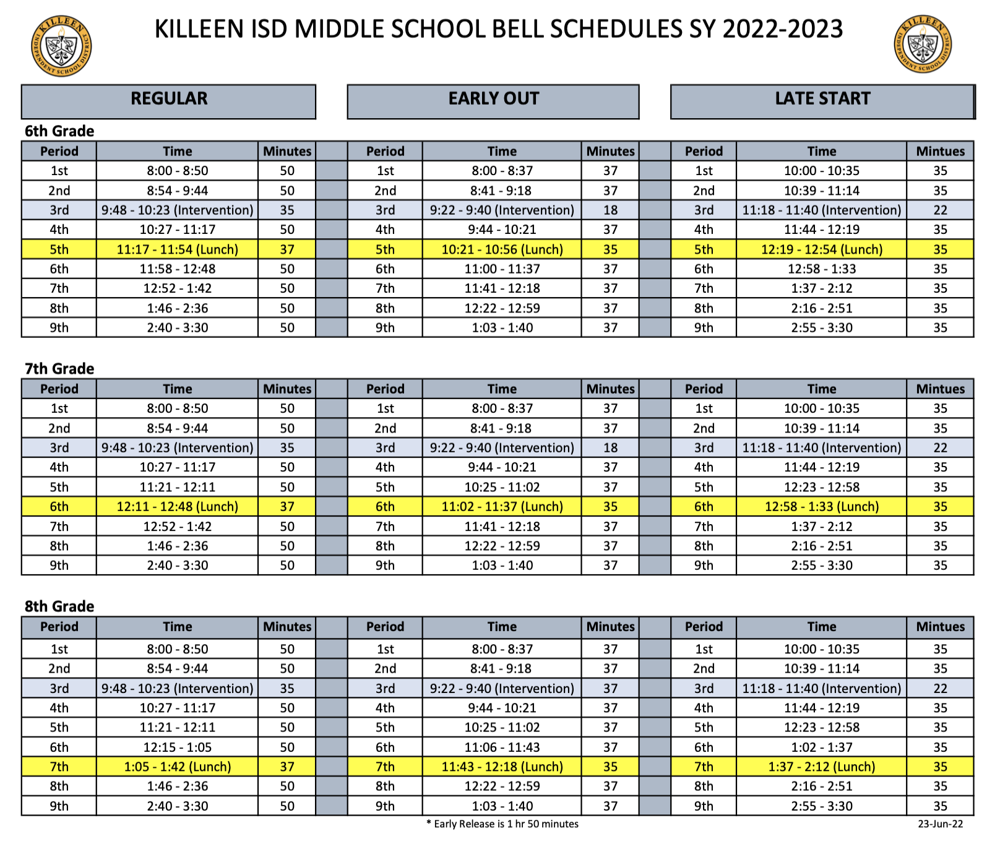 KILLEEN ISD MIDDLE SCHOOL BELL SCHEDULES SY 2022-2023
KILLEEN INDEPENDENT SCHOOL DISTRICT
KILLEEN INDEPENDENT SCHOOL DISTRICT
REGULAR EARLY OUT LATE START
6th Grade
Period Time Minutes Period Time Minutes Period Time Mintues
1st 8:00 - 8:50 50 1st 8:00 - 8:37 37 1st 10:00 - 10:35 35
2nd 8:54 - 9:44 50 2nd 8:41 - 9:18 37 2nd 10:39 - 11:14 35
3rd 9:48 - 10:23 (Intervention) 35 3rd 9:22 - 9:40 (Intervention) 18 3rd 11:18 - 11:40 (Intervention) 22
4th 10:27 - 11:17 50 4th 9:44 - 10:21 37 4th 11:44 - 12:19 35
5th 11:17 - 11:54 (Lunch) 37 5th 10:21 - 10:56 (Lunch) 35 5th 12:19 - 12:54 (Lunch) 35
6th 11:58 - 12:48 50 6th 11:00 - 11:37 37 6th 12:58 - 1:33 35
7th 12:52 - 1:42 50 7th 11:41 - 12:18 37 7th 1:37 - 2:12 35
8th 1:46 - 2:36 50 8th 12:22 - 12:59 37 8th 2:16 - 2:51 35
9th 2:40 - 3:30 50 9th 1:03 - 1:40 37 9th 2:55 - 3:30 35
7th Grade
Period Time Minutes Period Time Minutes Period Time Mintues
1st 8:00 - 8:50 50 1st 8:00 - 8:37 37 1st 10:00 - 10:35 35
2nd 8:54 - 9:44 50 2nd 8:41 - 9:18 37 2nd 10:39 - 11:14 35
3rd 9:48 - 10:23 (Intervention) 35 3rd 9:22 - 9:40 (Intervention) 18 3rd 11:18 - 11:40 (Intervention) 22
4th 10:27 - 11:17 50 4th 9:44 - 10:21 37 4th 11:44 - 12:19 35
5th 11:21 - 12:11 50 5th 10:25 - 11:02 37 5th 12:23 - 12:58 35
6th 12:11 - 12:48 (Lunch) 37 6th 11:02 - 11:37 (Lunch) 35 6th 12:58 - 1:33 (Lunch) 35
7th 12:52 - 1:42 50 7th 11:41 - 12:18 37 7th 1:37 - 2:12 35
8th 1:46 - 2:36 50 8th 12:22 - 12:59 37 8th 2:16 - 2:51 35
9th 2:40 - 3:30 50 9th 1:03 - 1:40 37 9th 2:55 - 3:30 35
8th Grade
Period Time Minutes Period Time Minutes Period Time Mintues
1st 8:00 - 8:50 50 1st 8:00 - 8:37 37 1st 10:00 - 10:35 35
2nd 8:54 - 9:44 50 2nd 8:41 - 9:18 37 2nd 10:39 - 11:14 35
3rd 9:48 - 10:23 (Intervention) 35 3rd 9:22 - 9:40 (Intervention) 37 3rd 11:18 - 11:40 (Intervention) 22
4th 10:27 - 11:17 50 4th 9:44 - 10:21 37 4th 11:44 - 12:19 35
5th 11:21 - 12:11 50 5th 10:25 - 11:02 37 5th 12:23 - 12:58 35
6th 12:15 - 1:05 50 6th 11:06 - 11:43 37 6th 1:02 - 1:37 35
7th 1:05 - 1:42 (Lunch) 37 7th 11:43 - 12:18 (Lunch) 35 7th 1:37 - 2:12 (Lunch) 35
8th 1:46 - 2:36 50 8th 12:22 - 12:59 37 8th 2:16 - 2:51 35
9th 2:40 - 3:30 50 9th 1:03 - 1:40 37 9th 2:55 - 3:30 35
* Early Release is 1 hr 50 minutes 23-Jun-22